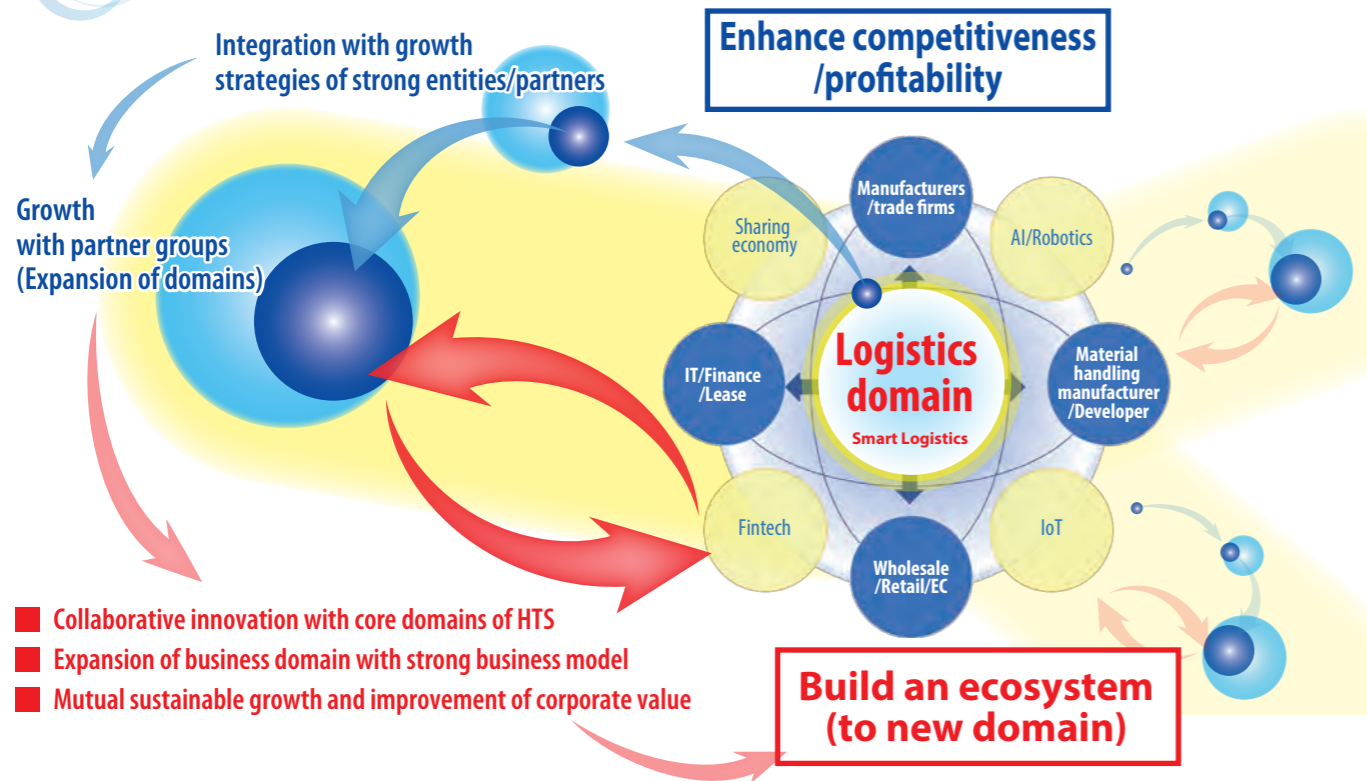 Integration with growth
strategies of strong entities/partners
Enhance competitiveness
/profitability
Growth
with partner groups
(Expansion of domains)
Manufacturers
/trade firms
Sharing
economy
AI/Robotics
IT/Finance
/Lease
Logistics
domain
Smart Logistics
Material
handling
manufacturer
/Developer
Fintech
IoT
Wholesale
/Retail/EC
Collaborative innovation with core domains of HTS
Expansion of business domain with strong business model
Mutual sustainable growth and improvement of corporate value
Build an ecosystem
(to new domain)